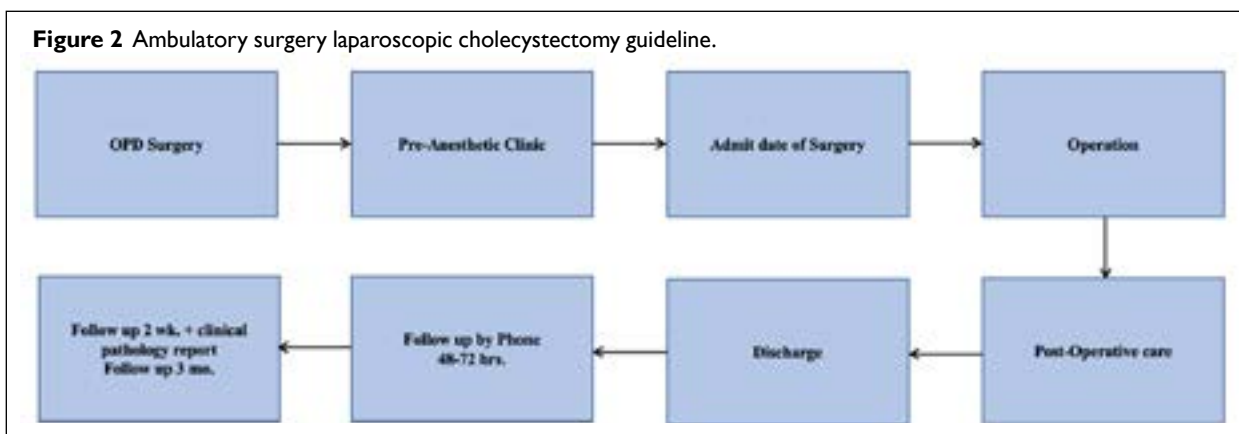 Figure 2 Ambulatory surgery laparoscopic cholecystectomy guideline.
OPD Surgery
Pre-Anesthetic Clinic
Admit date of Surgery
Operation
Post-Operative care
Discharge
Follow up by Phone
48-72 hrs.
Follow up 2 wk. + clinical
pathology report
Follow up 3 mo.